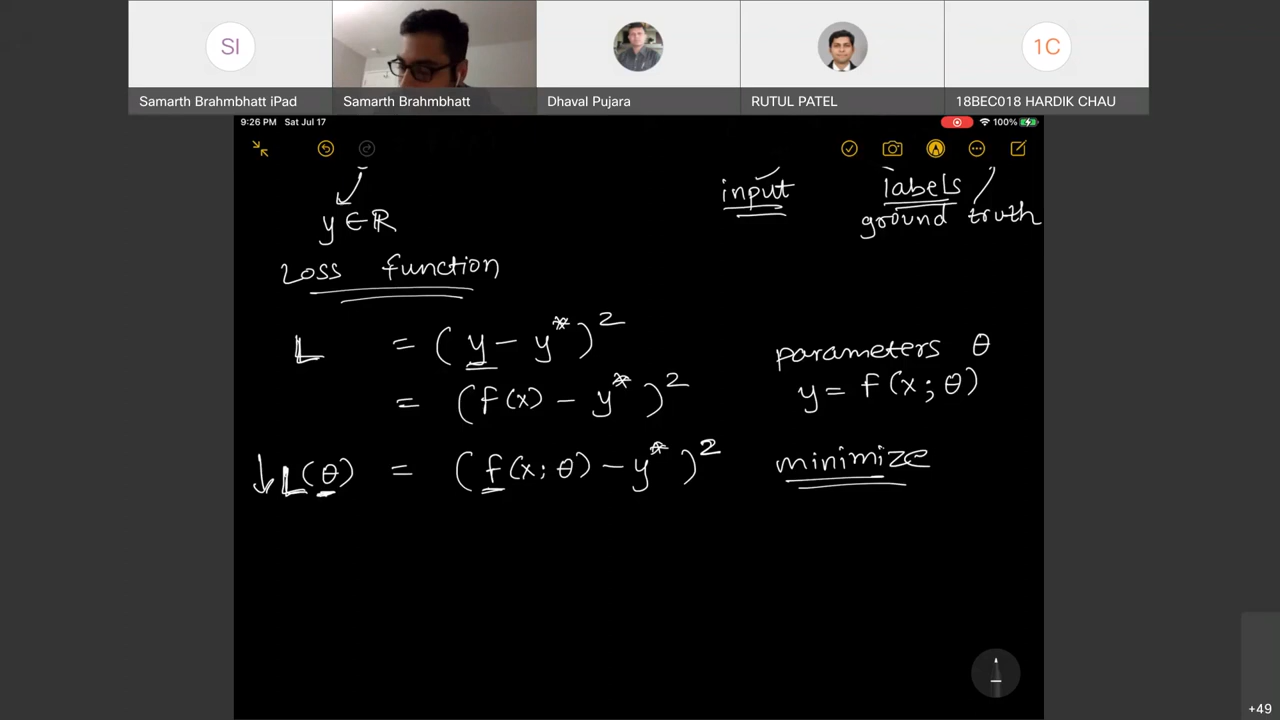 SI
1C
Samarth Brahmbhatt iPad
Samarth Brahmbhatt
Dhaval Pujara
RUTUL PATEL
18BEC018 HARDIK CHAU
9:26 PM Sat Jul 17
100%
input
labels
y ∈ ℝ
ground truth
Loss function
L = (y - y*)²
parameters θ
= (f(x) - y*)²
y = f(x; θ)
↓L(θ) = (f(x; θ) - y*)²
minimize
+49